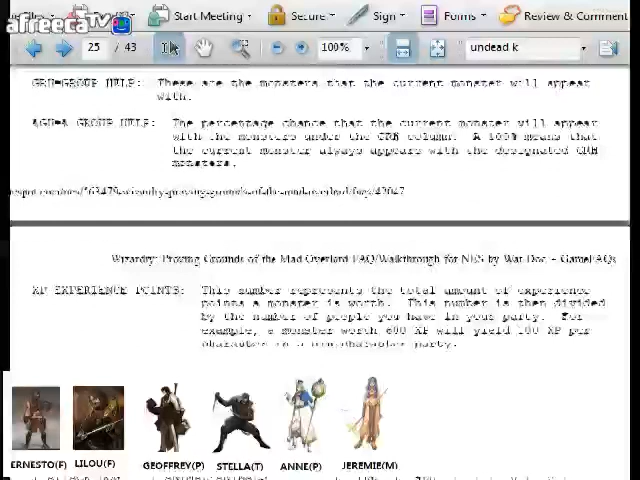 afreecaTV
Start Meeting
Secure
Sign
Forms
Review & Comment
25 / 43
100%
undead k
GRH=GROUP HELP: These are the monsters that the current monster will appear
with.
AGH=A GROUP HELP: The percentage chance that the current monster will appear
with the monsters under the GRH column. A 100% means that
the current monster always appears with the designated GRH
monsters.
Wizardry: Proving Grounds of the Mad Overlord FAQ/Walkthrough for NES by War Doc - GameFAQs
XP EXPERIENCE POINTS: This number represents the total amount of experience
points a monster is worth. This number is then divided
by the number of people you have in your party. For
example, a monster worth 600 XP will yield 100 XP per
character in a
party.
ERNESTO(F)
LILOU(F)
GEOFFREY(P)
STELLA(T)
ANNE(P)
JEREMIE(M)